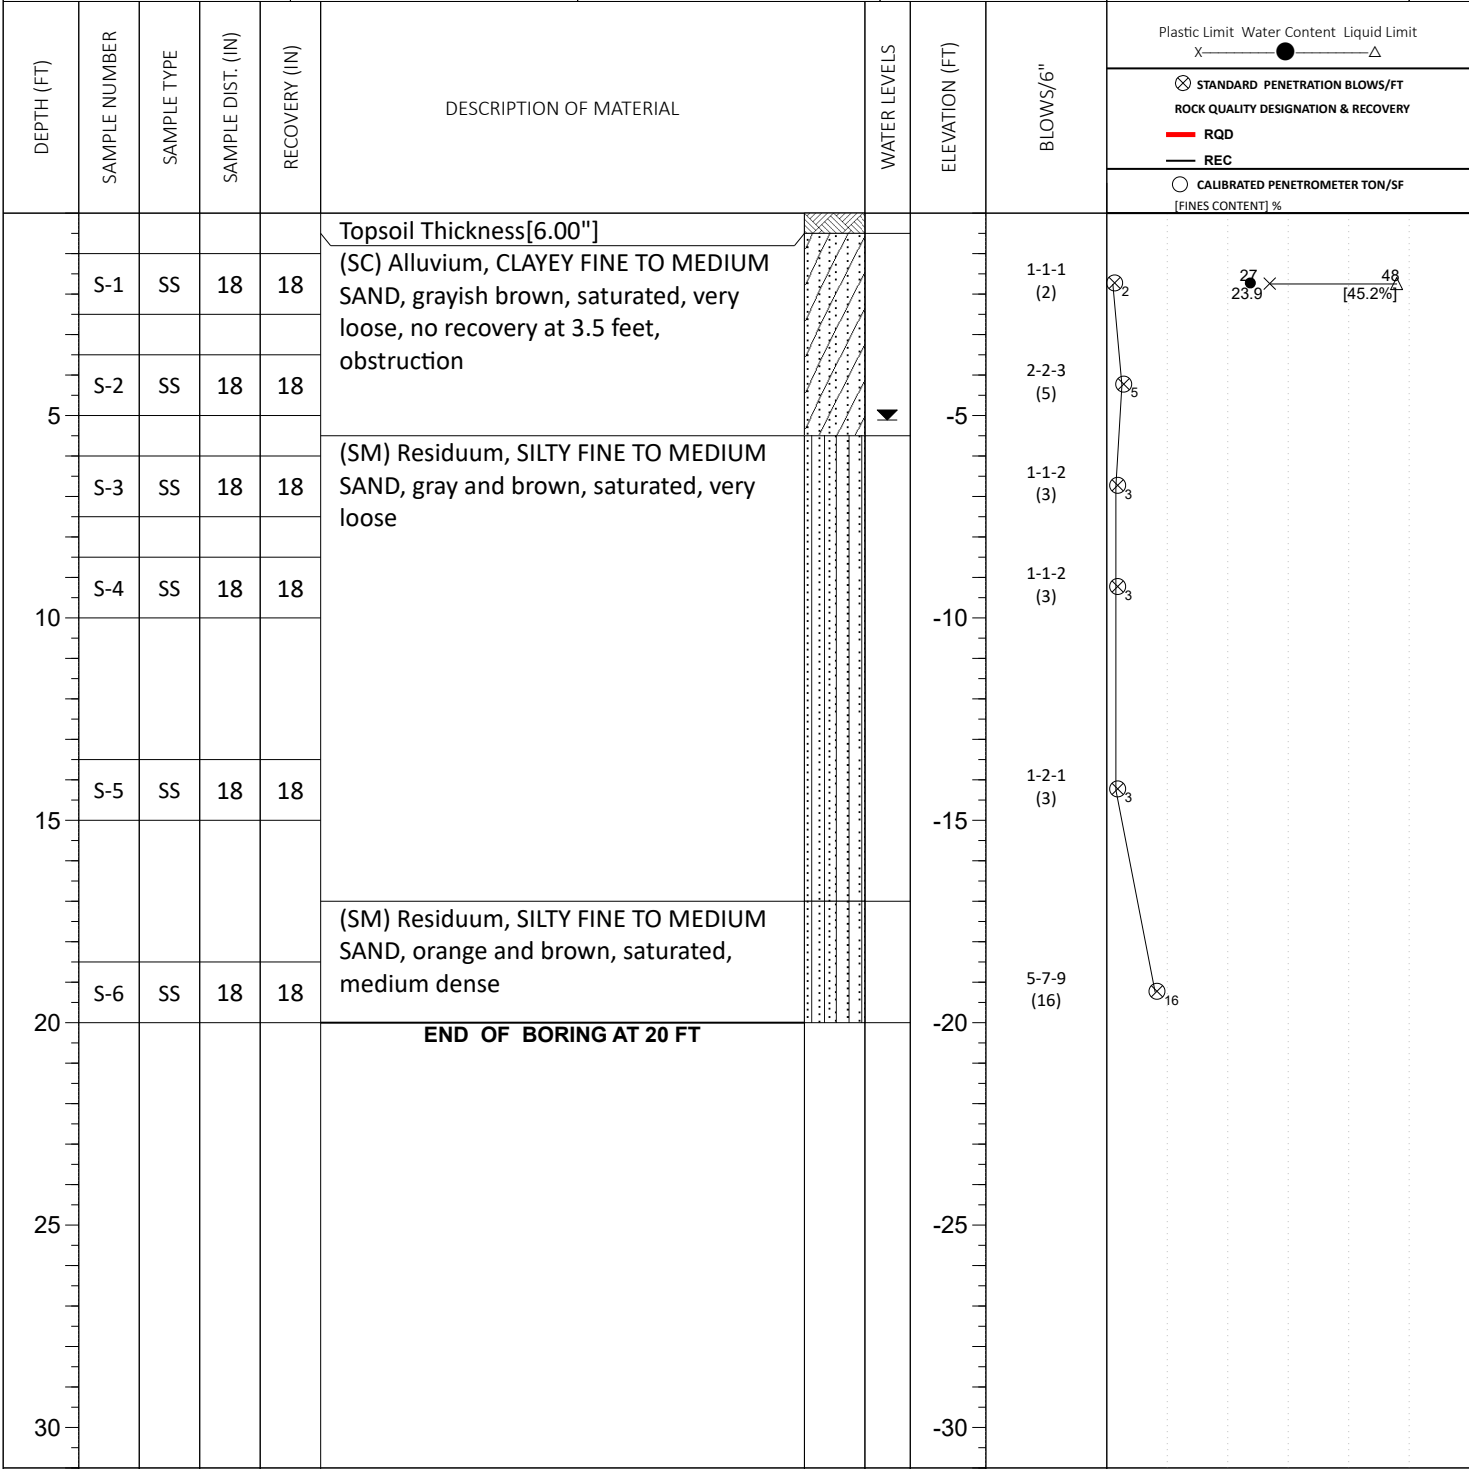 DEPTH (FT)
SAMPLE NUMBER
SAMPLE TYPE
SAMPLE DIST. (IN)
RECOVERY (IN)
DESCRIPTION OF MATERIAL
WATER LEVELS
ELEVATION (FT)
BLOWS/6"
Plastic Limit Water Content Liquid Limit
X
STANDARD PENETRATION BLOWS/FT
ROCK QUALITY DESIGNATION & RECOVERY
RQD
REC
CALIBRATED PENETROMETER TON/SF
[FINES CONTENT] %
Topsoil Thickness[6.00"]
(SC) Alluvium, CLAYEY FINE TO MEDIUM
SAND, grayish brown, saturated, very
loose, no recovery at 3.5 feet,
obstruction
S-1 SS 18 18
1-1-1
(2)
2
27
23.9
48
[45.2%]
S-2 SS 18 18
2-2-3
(5)
5
5
-5
(SM) Residuum, SILTY FINE TO MEDIUM
SAND, gray and brown, saturated, very
loose
S-3 SS 18 18
1-1-2
(3)
3
S-4 SS 18 18
1-1-2
(3)
3
10
-10
S-5 SS 18 18
1-2-1
(3)
3
15
-15
(SM) Residuum, SILTY FINE TO MEDIUM
SAND, orange and brown, saturated,
medium dense
S-6 SS 18 18
5-7-9
(16)
16
20
-20
END OF BORING AT 20 FT
25
-25
30
-30